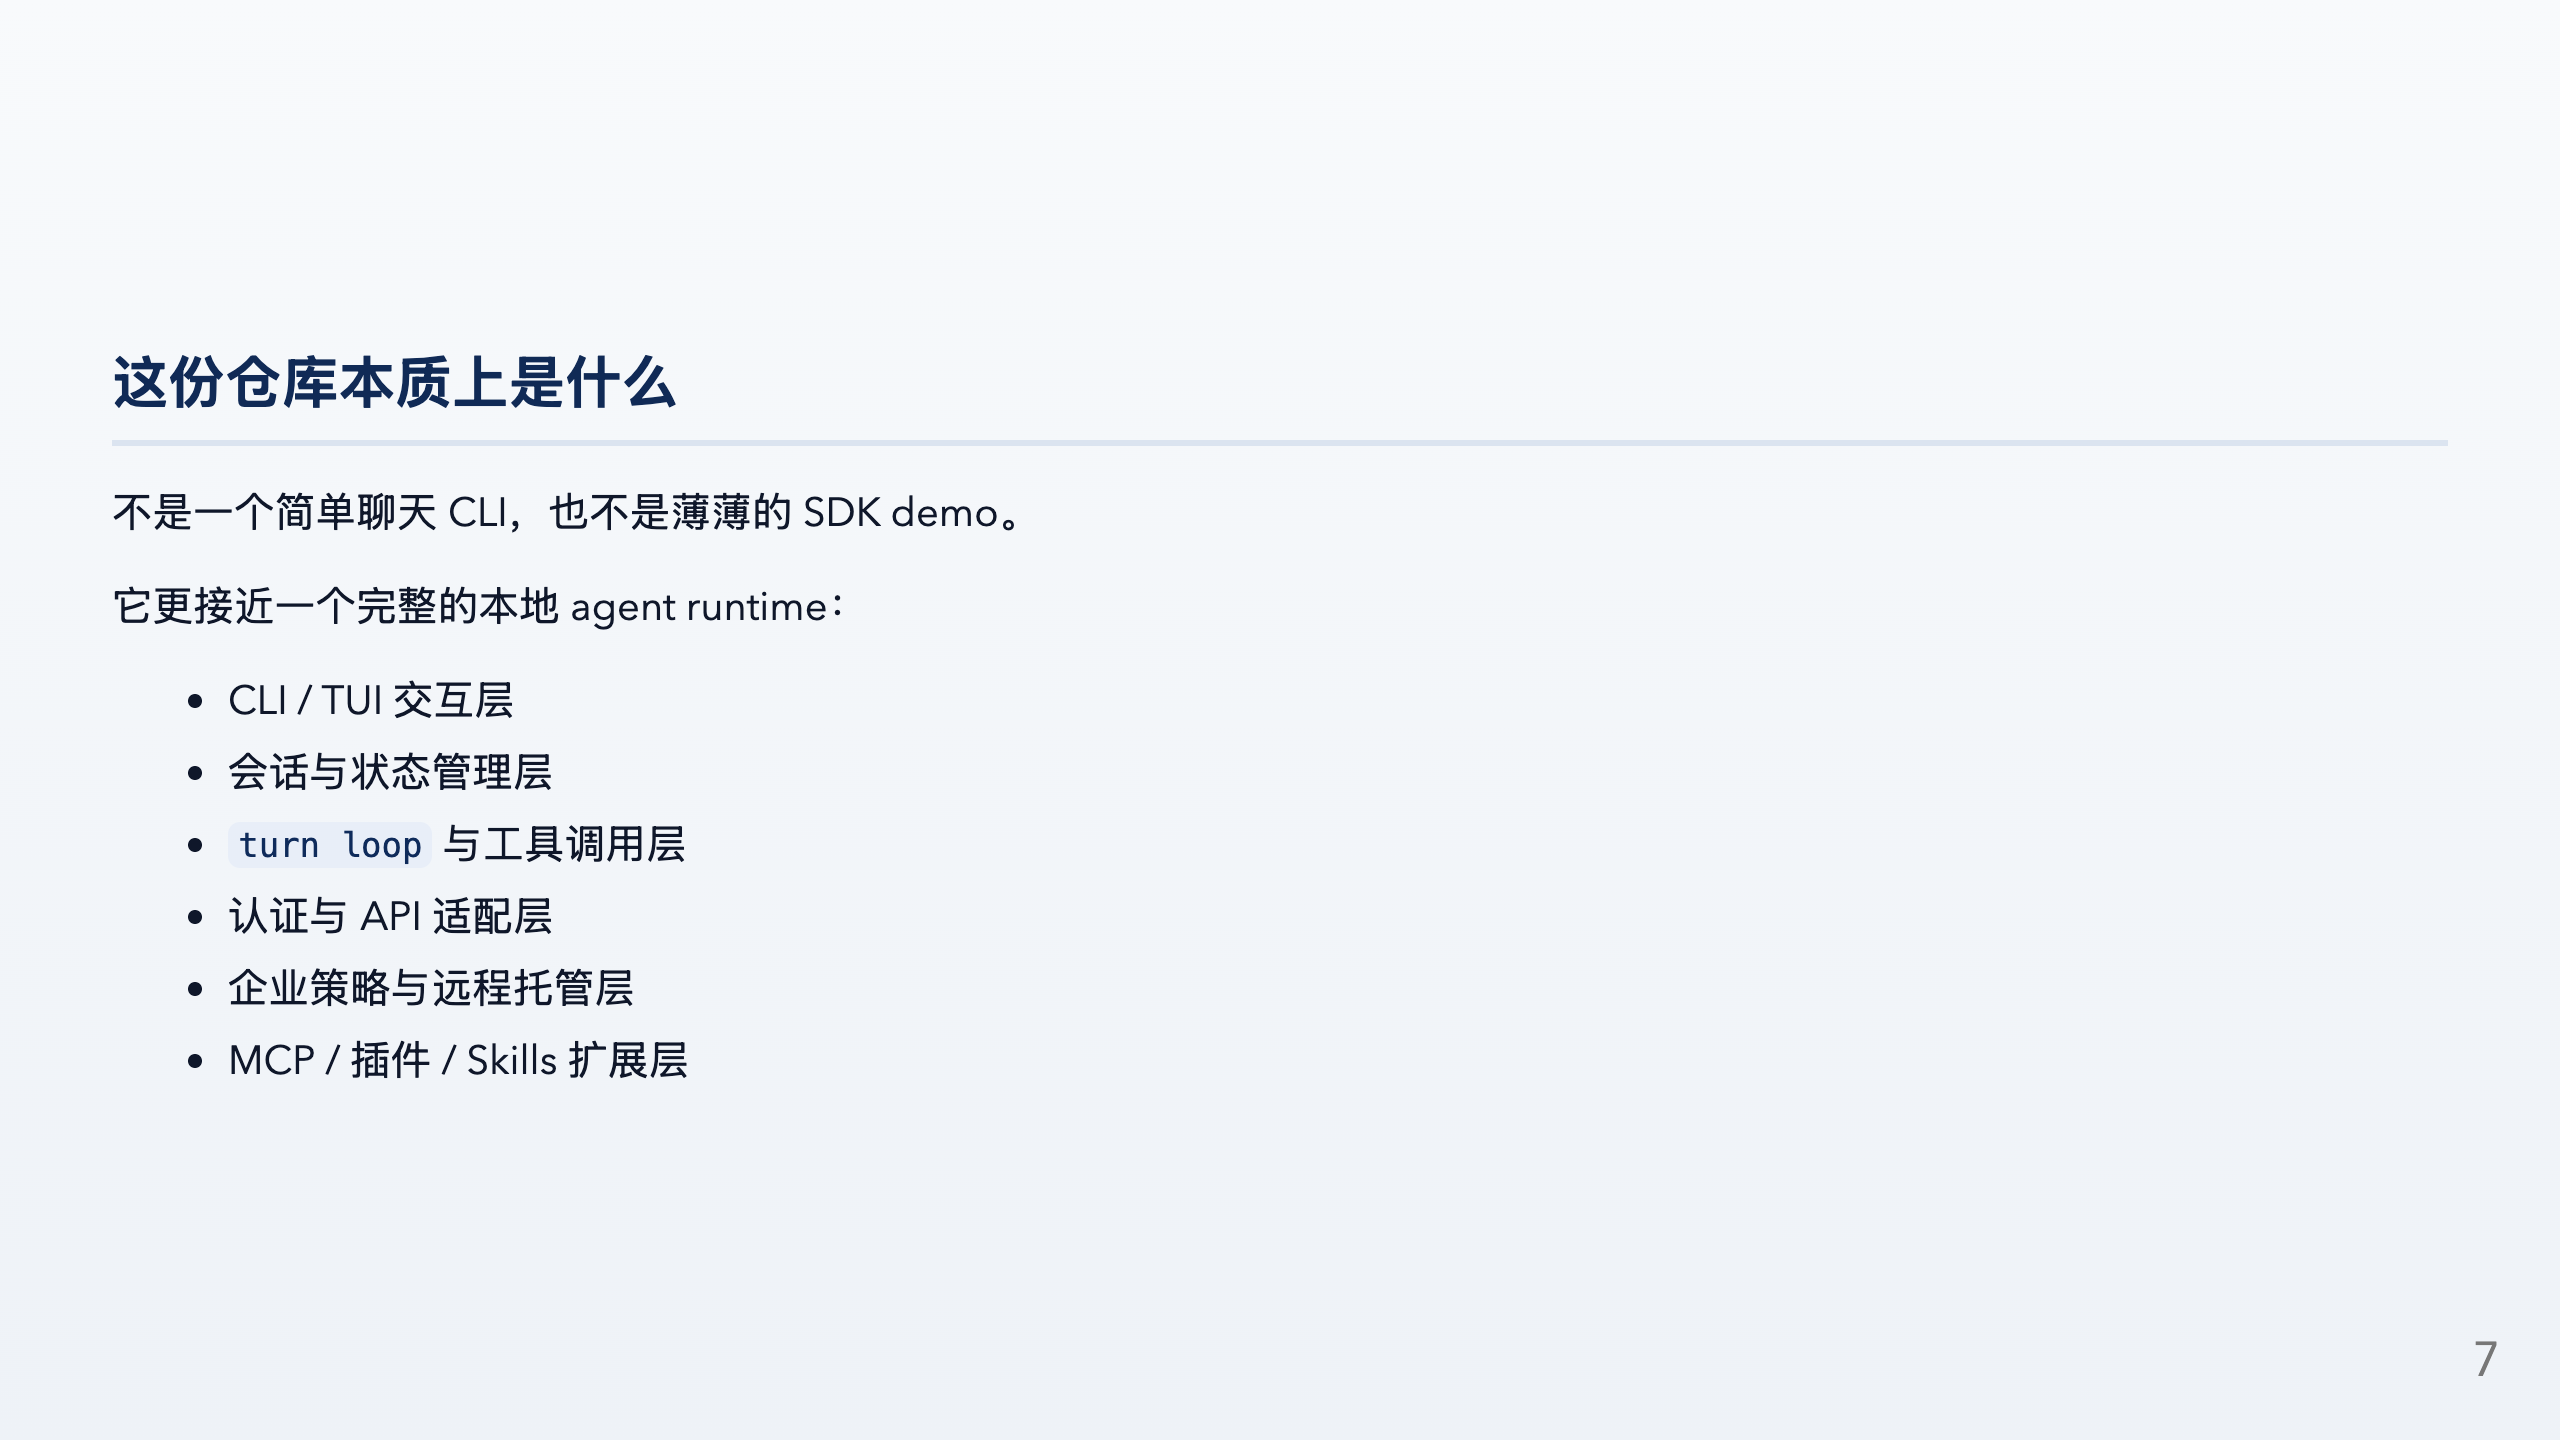 这份仓库本质上是什么
不是一个简单聊天 CLI，也不是薄薄的 SDK demo。
它更接近一个完整的本地 agent runtime：
• CLI / TUI 交互层
• 会话与状态管理层
• turn loop 与工具调用层
• 认证与 API 适配层
• 企业策略与远程托管层
• MCP / 插件 / Skills 扩展层
7